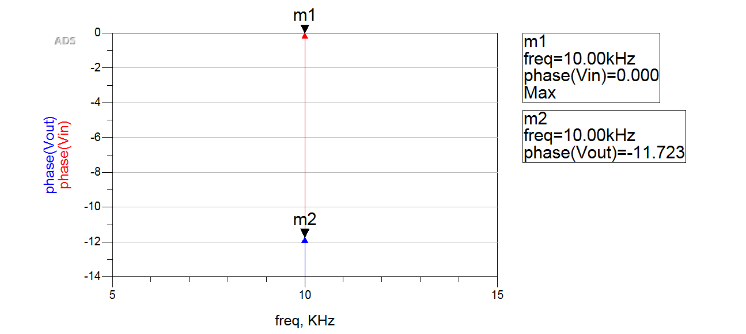 m1
ADS
0
-2
-4
-6
-8
-10
-12
-14
phase(Vout)
phase(Vin)
m2
5
10
15
freq, KHz
m1
freq=10.00kHz
phase(Vin)=0.000
Max
m2
freq=10.00kHz
phase(Vout)=-11.723